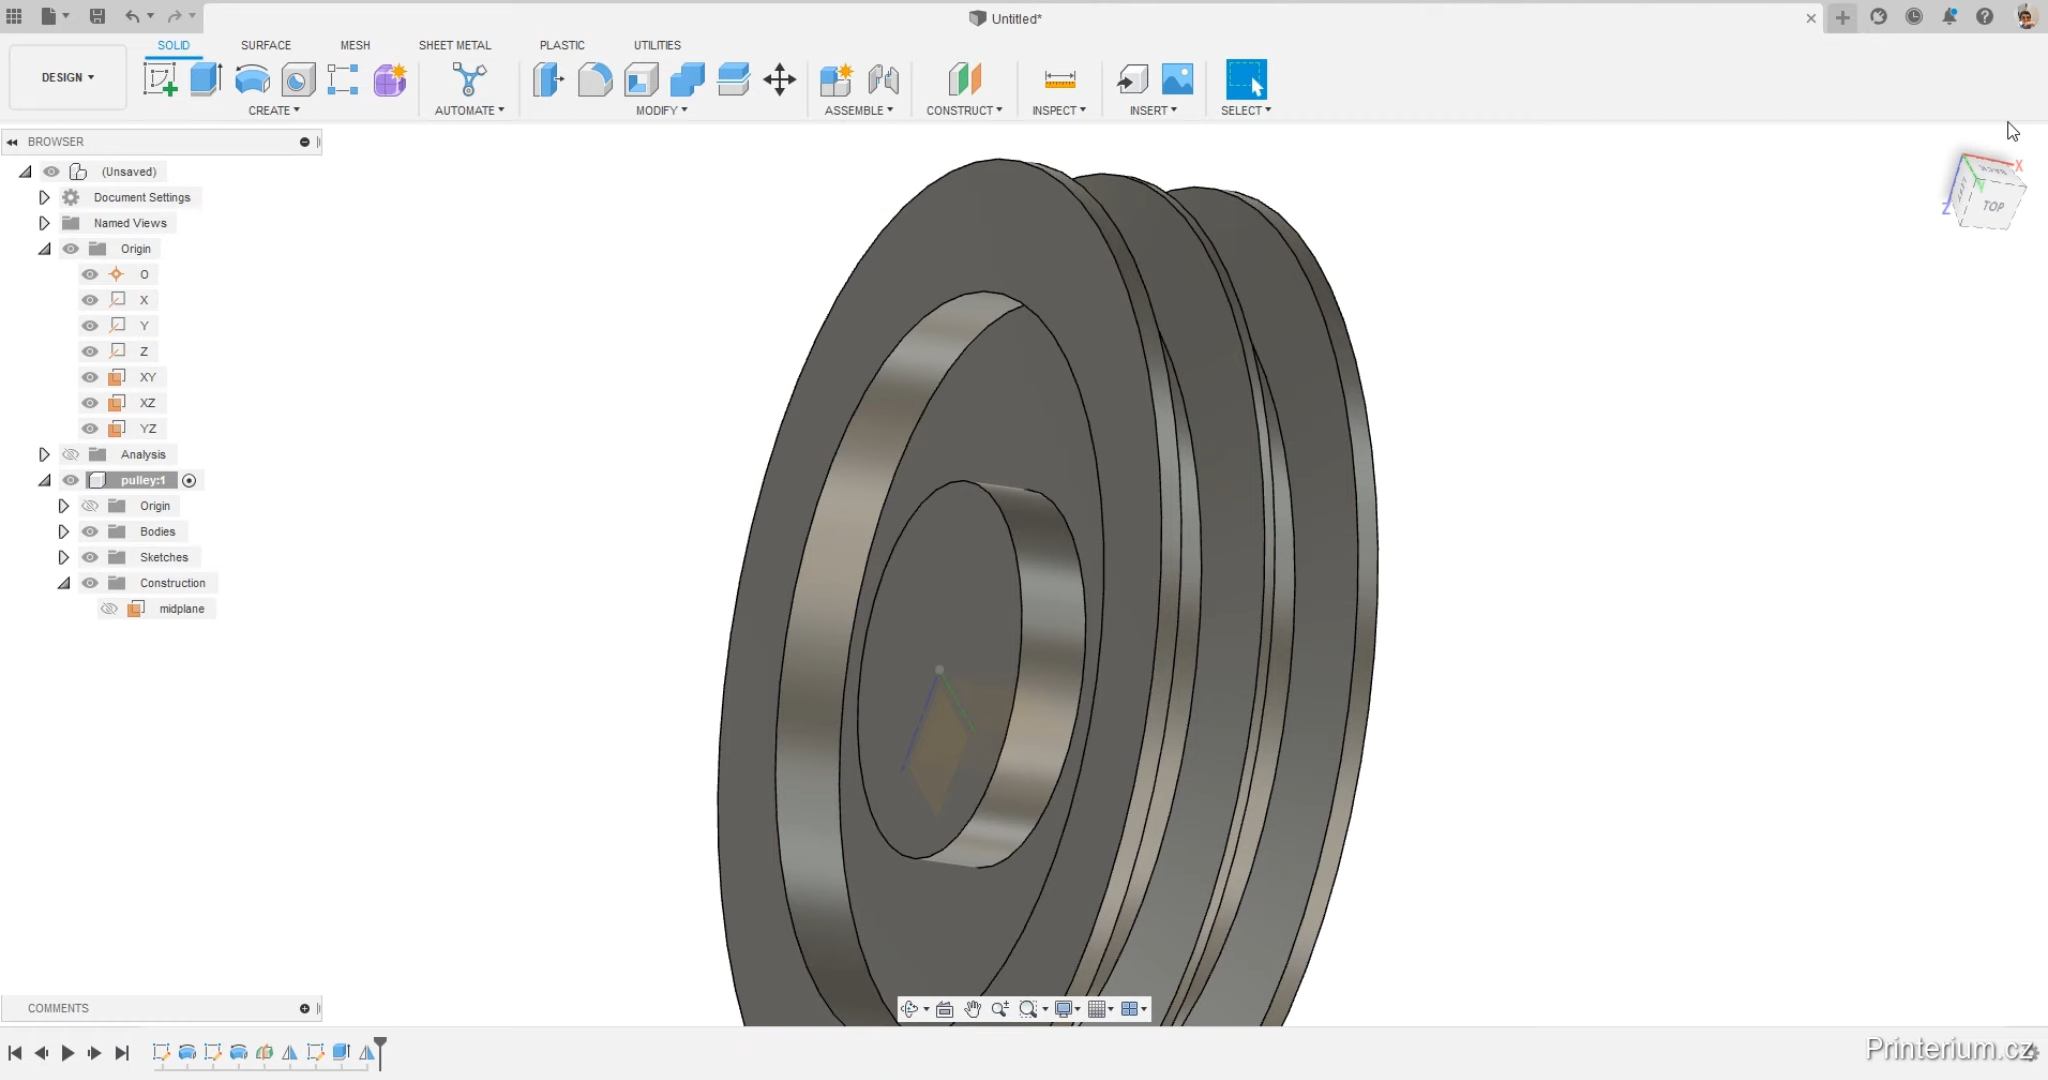 Untitled*
SOLID SURFACE MESH SHEET METAL PLASTIC UTILITIES
DESIGN
CREATE AUTOMATE MODIFY ASSEMBLE CONSTRUCT INSPECT INSERT SELECT
BROWSER
(Unsaved)
Document Settings
Named Views
Origin
O
X
Y
Z
XY
XZ
YZ
Analysis
pulley:1
Origin
Bodies
Sketches
Construction
midplane
X
Z
TOP
BACK
COMMENTS
Printerium.cz